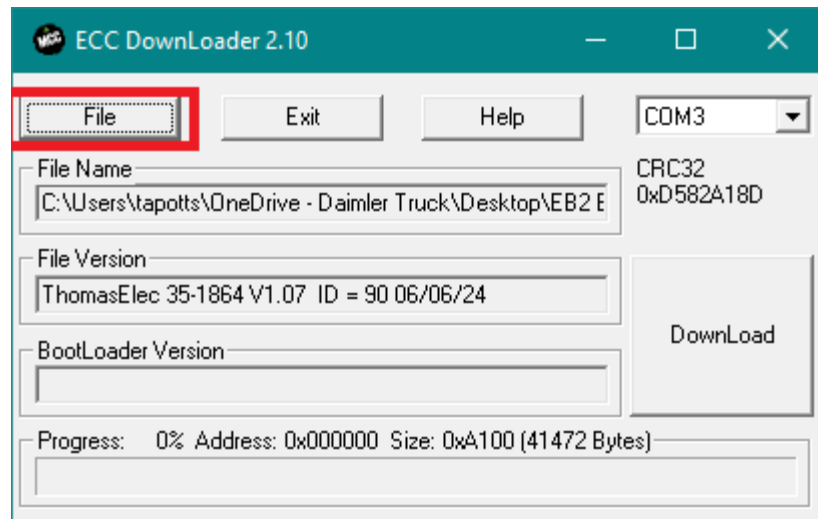 ECC DownLoader 2.10
File Exit Help COM3
File Name
CRC32
C:\Users\tapotts\OneDrive - Daimler Truck\Desktop\EB2 E
0xD582A18D
File Version
ThomasElec 35-1864 V1.07 ID = 90 06/06/24
DownLoad
BootLoader Version
Progress: 0% Address: 0x000000 Size: 0xA100 (41472 Bytes)